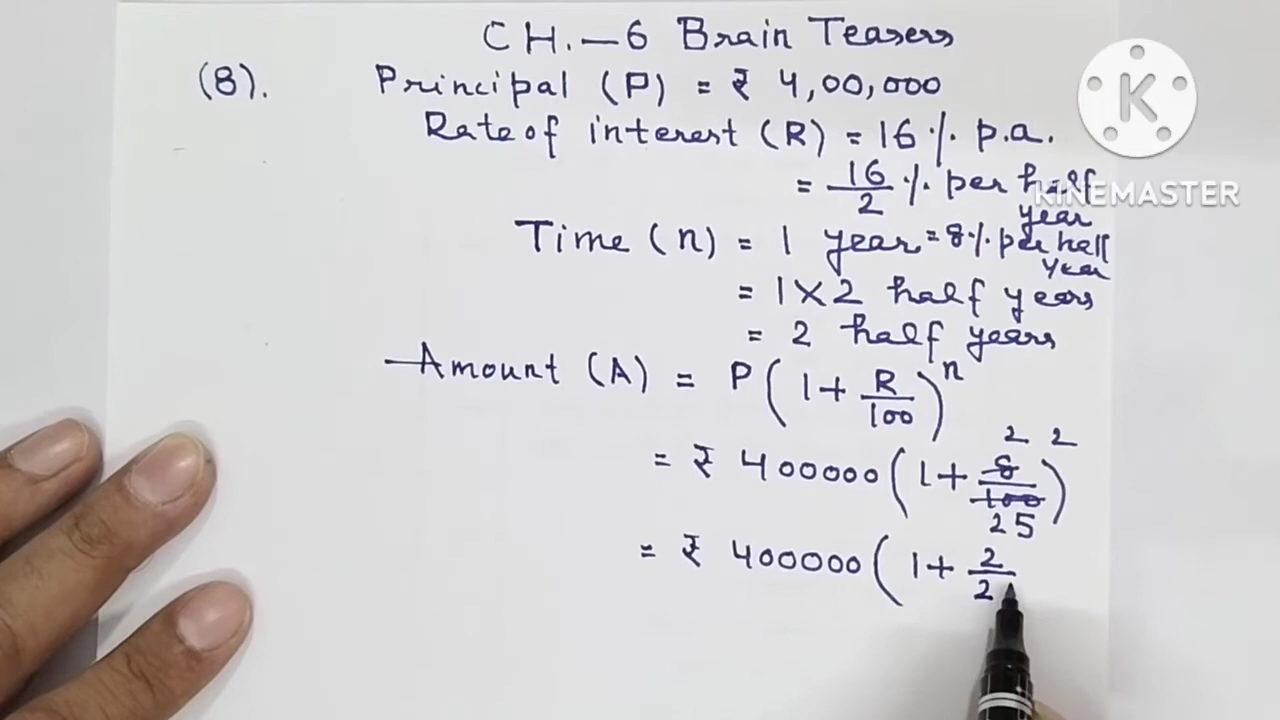 CH.-6 Brain Teasers
(8). Principal (P) = ₹ 4,00,000
Rate of interest (R) = 16 % p.a.
= 16/2 % per half year
Time (n) = 1 year = 8% per half year
= 1 X 2 half years
= 2 half years
Amount (A) = P (1 + R/100)^n
= ₹ 400000 (1 + 8/100)^2 2 25
= ₹ 400000 (1 + 2/2
K
KINEMASTER